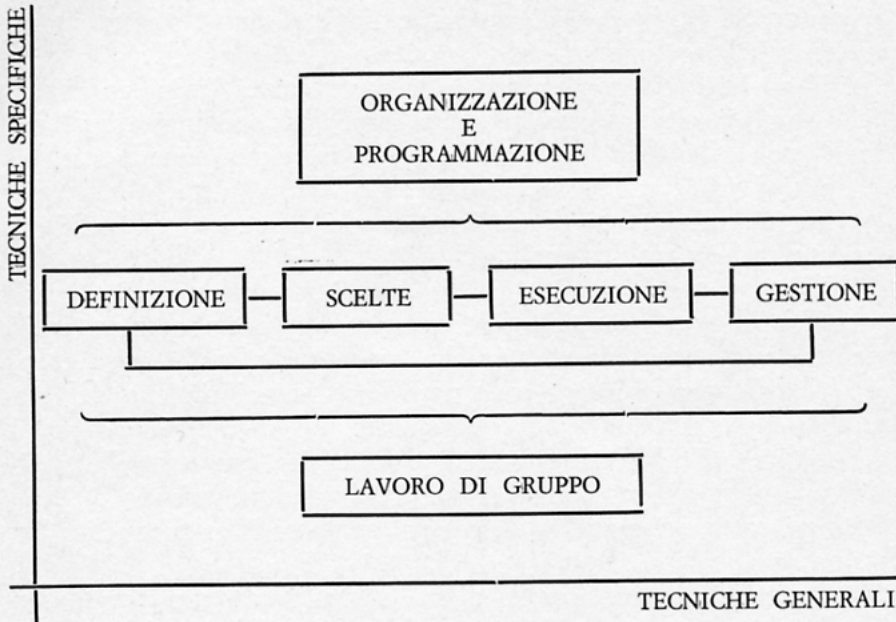 TECNICHE SPECIFICHE
ORGANIZZAZIONE
E
PROGRAMMAZIONE
DEFINIZIONE
SCELTE
ESECUZIONE
GESTIONE
LAVORO DI GRUPPO
TECNICHE GENERALI